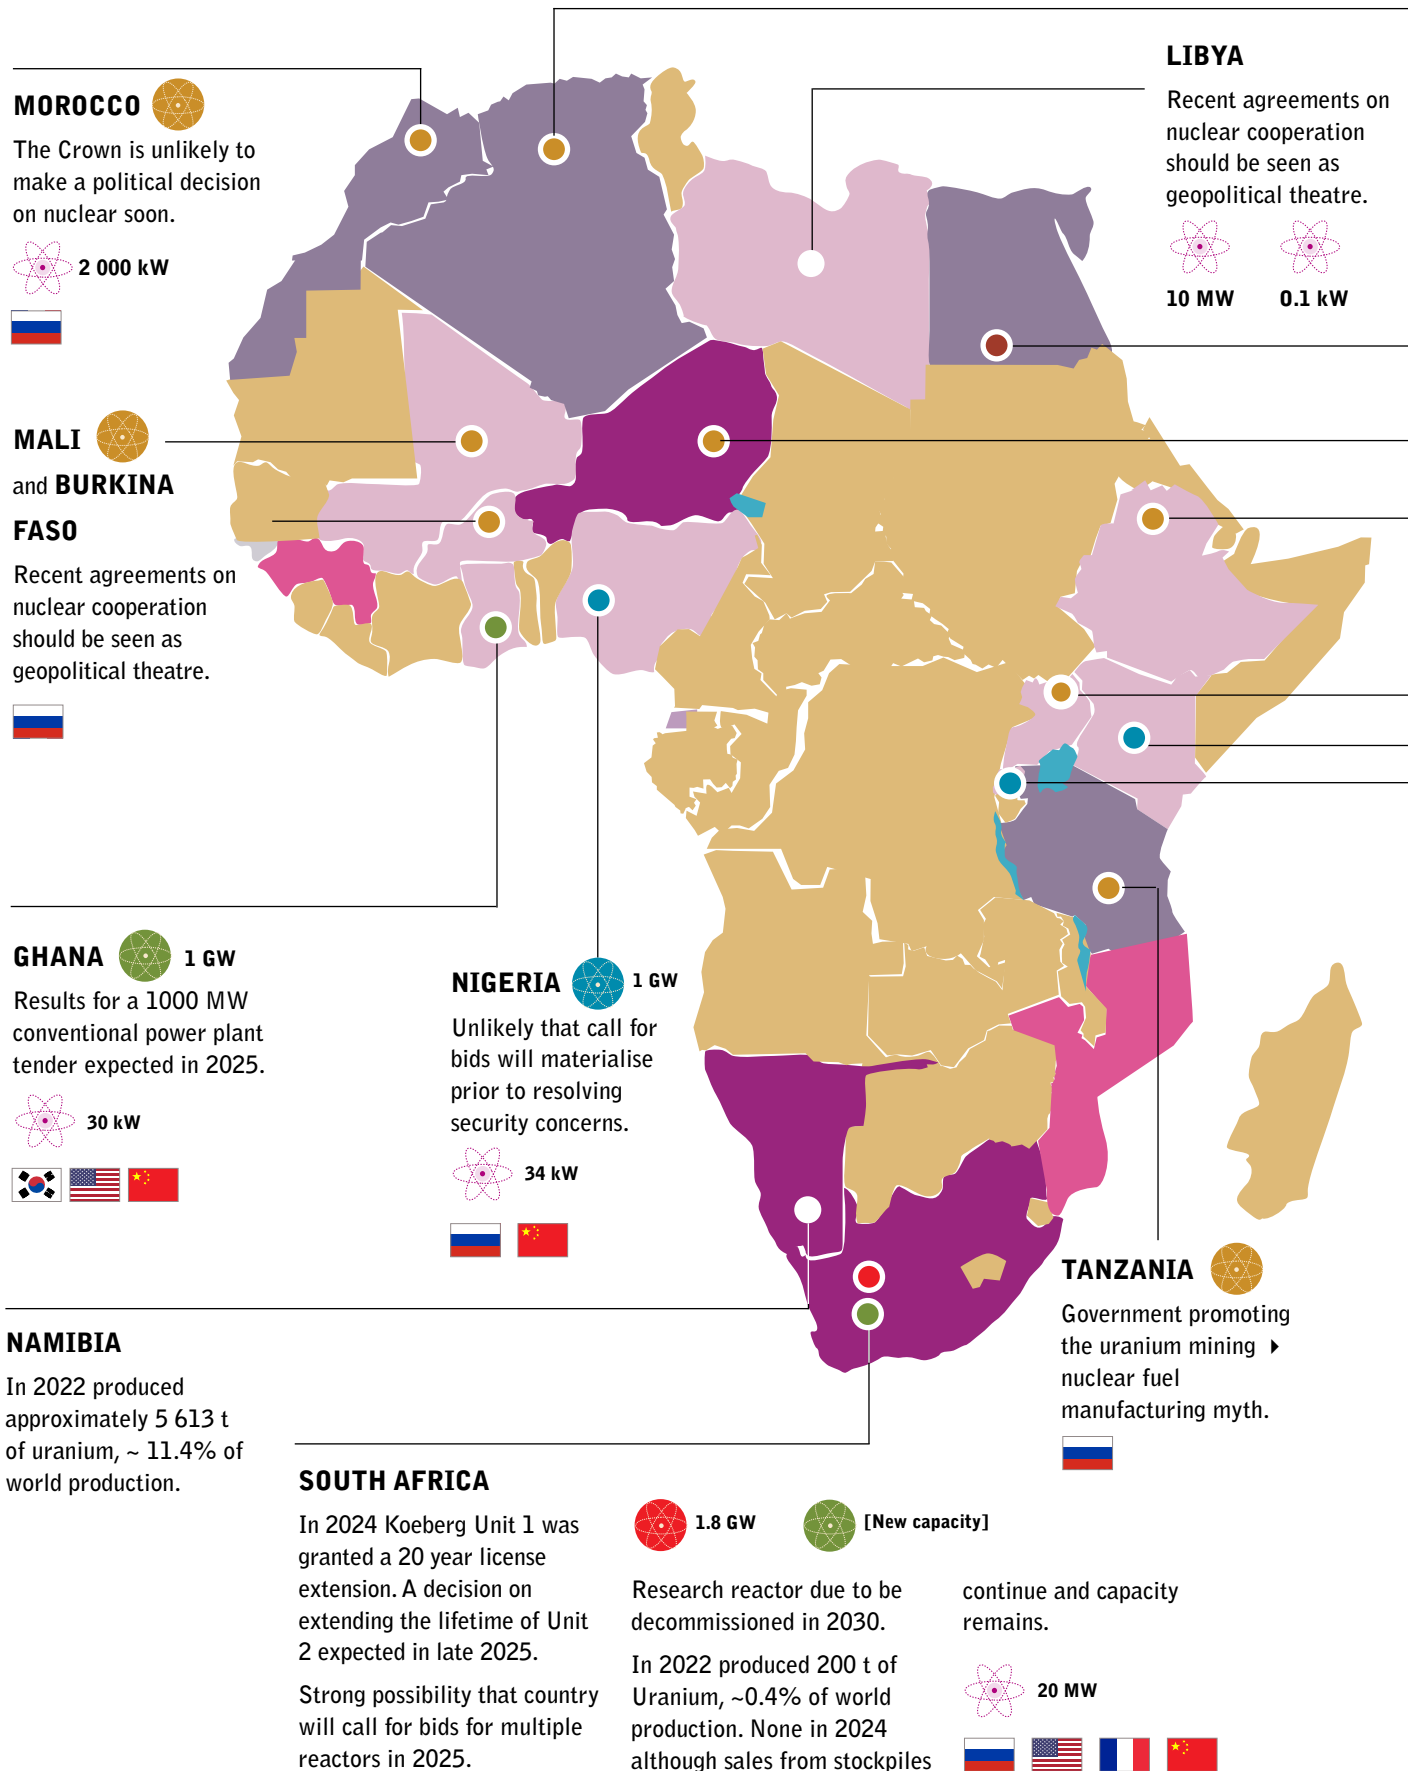 MOROCCO
The Crown is unlikely to
make a political decision
on nuclear soon.
2 000 kW
LIBYA
Recent agreements on
nuclear cooperation
should be seen as
geopolitical theatre.
10 MW 0.1 kW
MALI
and BURKINA
FASO
Recent agreements on
nuclear cooperation
should be seen as
geopolitical theatre.
GHANA 1 GW
Results for a 1000 MW
conventional power plant
tender expected in 2025.
30 kW
NIGERIA 1 GW
Unlikely that call for
bids will materialise
prior to resolving
security concerns.
34 kW
TANZANIA
Government promoting
the uranium mining ▸
nuclear fuel
manufacturing myth.
NAMIBIA
In 2022 produced
approximately 5 613 t
of uranium, ~ 11.4% of
world production.
SOUTH AFRICA
In 2024 Koeberg Unit 1 was
granted a 20 year license
extension. A decision on
extending the lifetime of Unit
2 expected in late 2025.
Strong possibility that country
will call for bids for multiple
reactors in 2025.
1.8 GW [New capacity]
Research reactor due to be
decommissioned in 2030.
In 2022 produced 200 t of
Uranium, ~0.4% of world
production. None in 2024
although sales from stockpiles
continue and capacity
remains.
20 MW